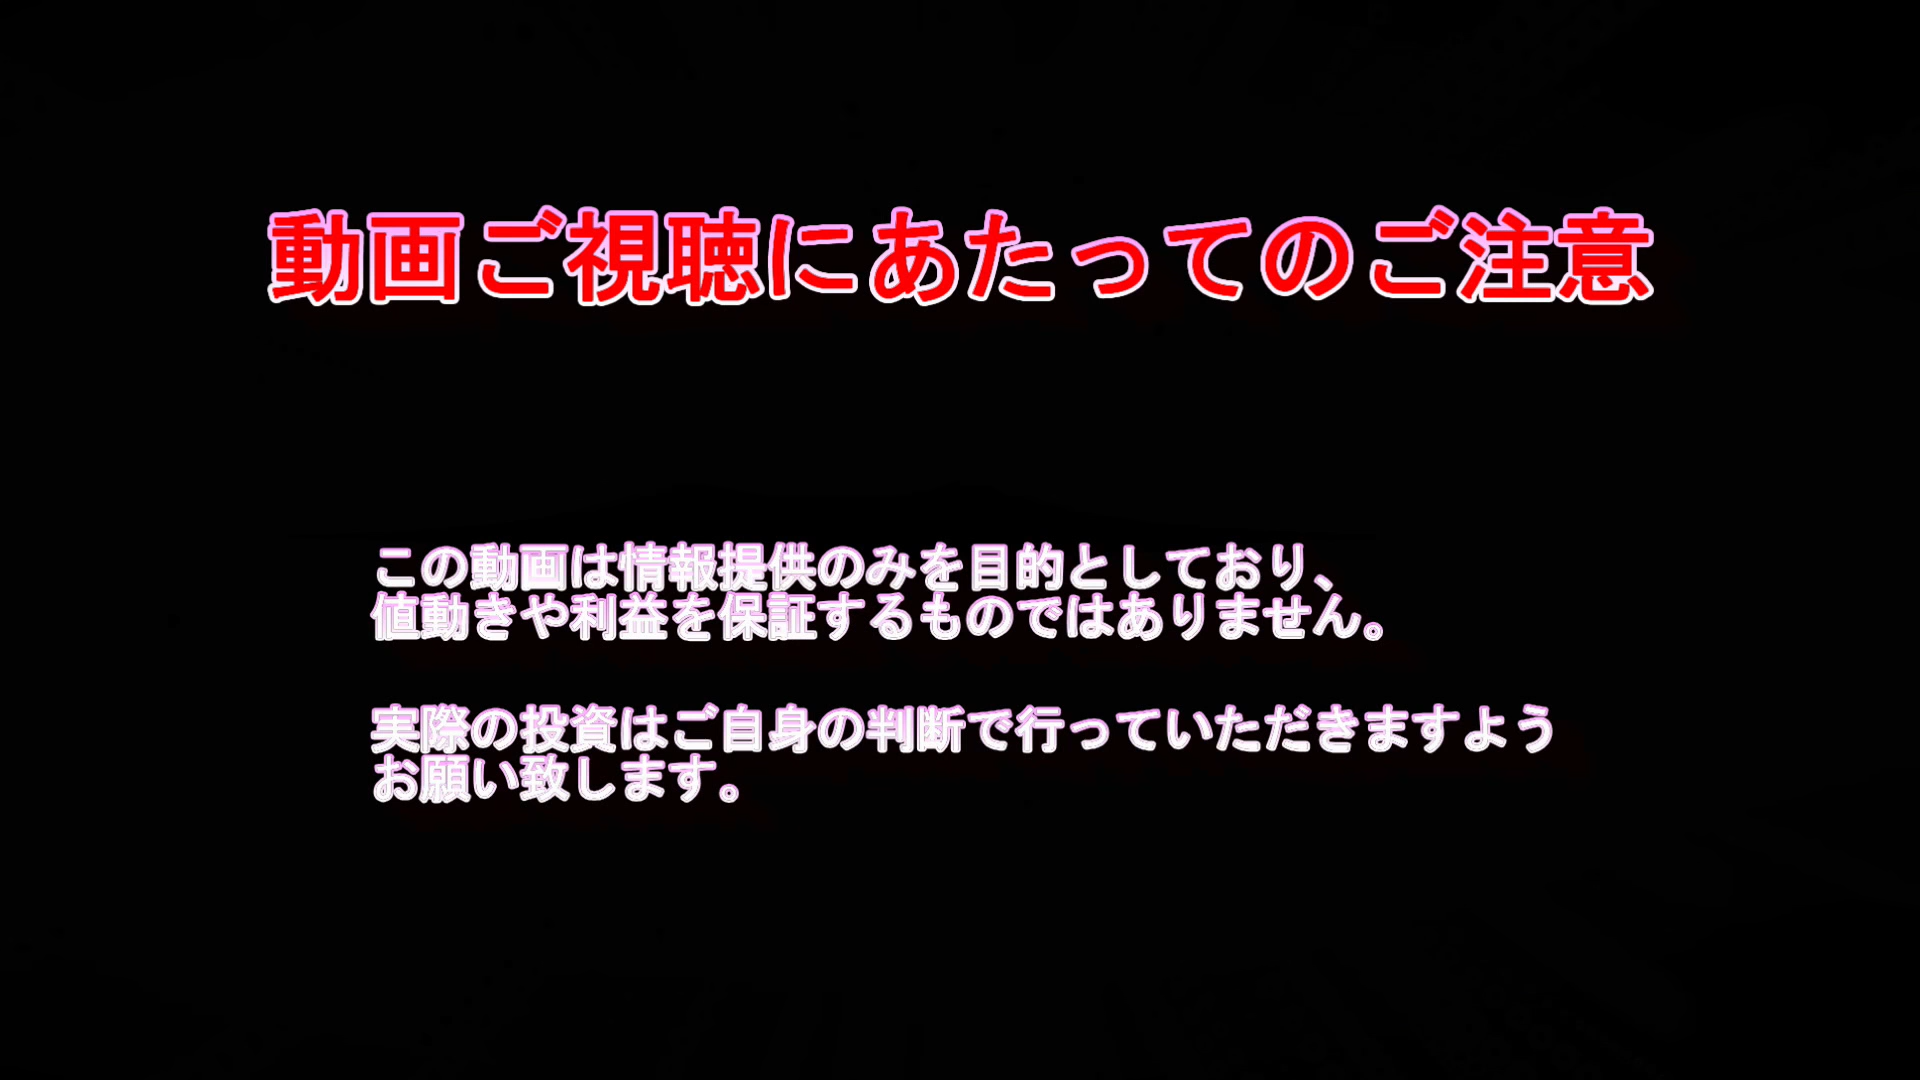 動画ご視聴にあたってのご注意
この動画は情報提供のみを目的としており、
値動きや利益を保証するものではありません。
実際の投資はご自身の判断で行っていただきますよう
お願い致します。